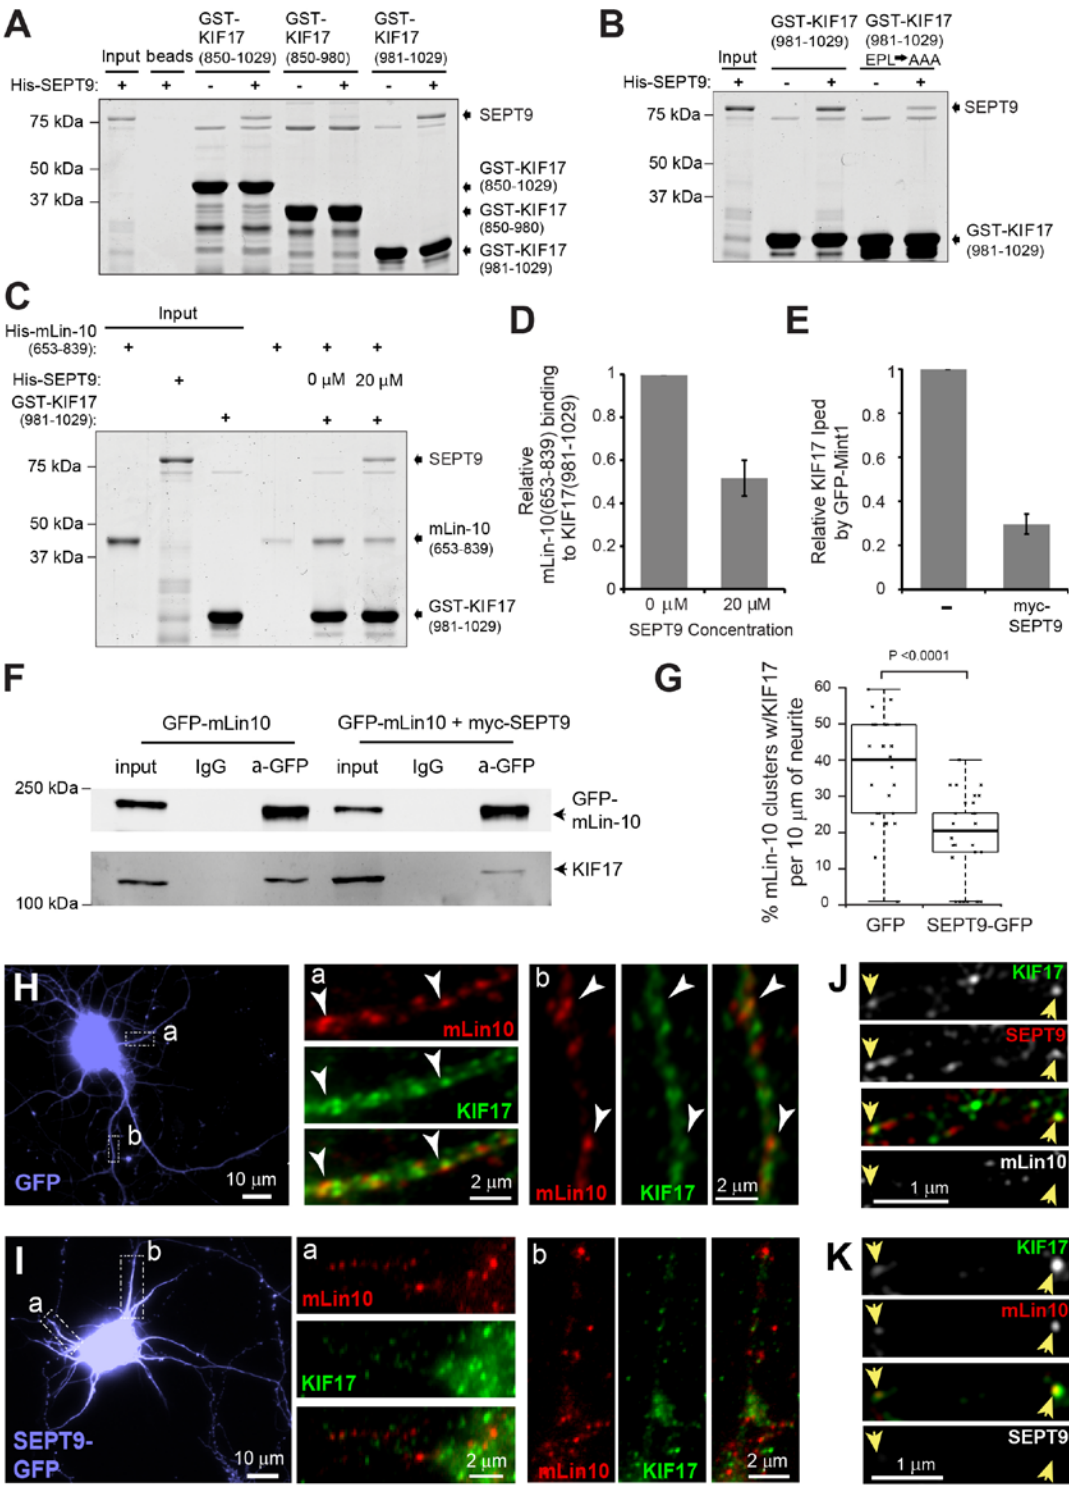 A
GST-KIF17 (850-1029)
GST-KIF17 (850-980)
GST-KIF17 (981-1029)
Input beads
His-SEPT9: + + - + - + - +
75 kDa
50 kDa
37 kDa
SEPT9
GST-KIF17 (850-1029)
GST-KIF17 (850-980)
GST-KIF17 (981-1029)
B
GST-KIF17 (981-1029)
GST-KIF17 (981-1029) EPL➡AAA
Input
His-SEPT9: + - + - +
75 kDa
50 kDa
37 kDa
SEPT9
GST-KIF17 (981-1029)
C
Input
His-mLin-10 (653-839): + + + +
His-SEPT9: + 0 μM 20 μM
GST-KIF17 (981-1029): + + +
75 kDa
50 kDa
37 kDa
SEPT9
mLin-10 (653-839)
GST-KIF17 (981-1029)
D
Relative mLin-10(653-839) binding to KIF17(981-1029)
1
0.8
0.6
0.4
0.2
0
0 μM 20 μM
SEPT9 Concentration
E
Relative KIF17 Iped by GFP-Mint1
1
0.8
0.6
0.4
0.2
0
– myc-SEPT9
F
GFP-mLin10
GFP-mLin10 + myc-SEPT9
input IgG a-GFP input IgG a-GFP
250 kDa
100 kDa
GFP-mLin-10
KIF17
G
P <0.0001
% mLin-10 clusters w/KIF17 per 10 μm of neurite
60
50
40
30
20
10
0
GFP SEPT9-GFP
H
a
b
GFP
10 μm
a
mLin10
KIF17
2 μm
b
mLin10
KIF17
2 μm
I
a
b
SEPT9-GFP
10 μm
a
mLin10
KIF17
2 μm
b
mLin10
KIF17
2 μm
J
KIF17
SEPT9
mLin10
1 μm
K
KIF17
mLin10
SEPT9
1 μm